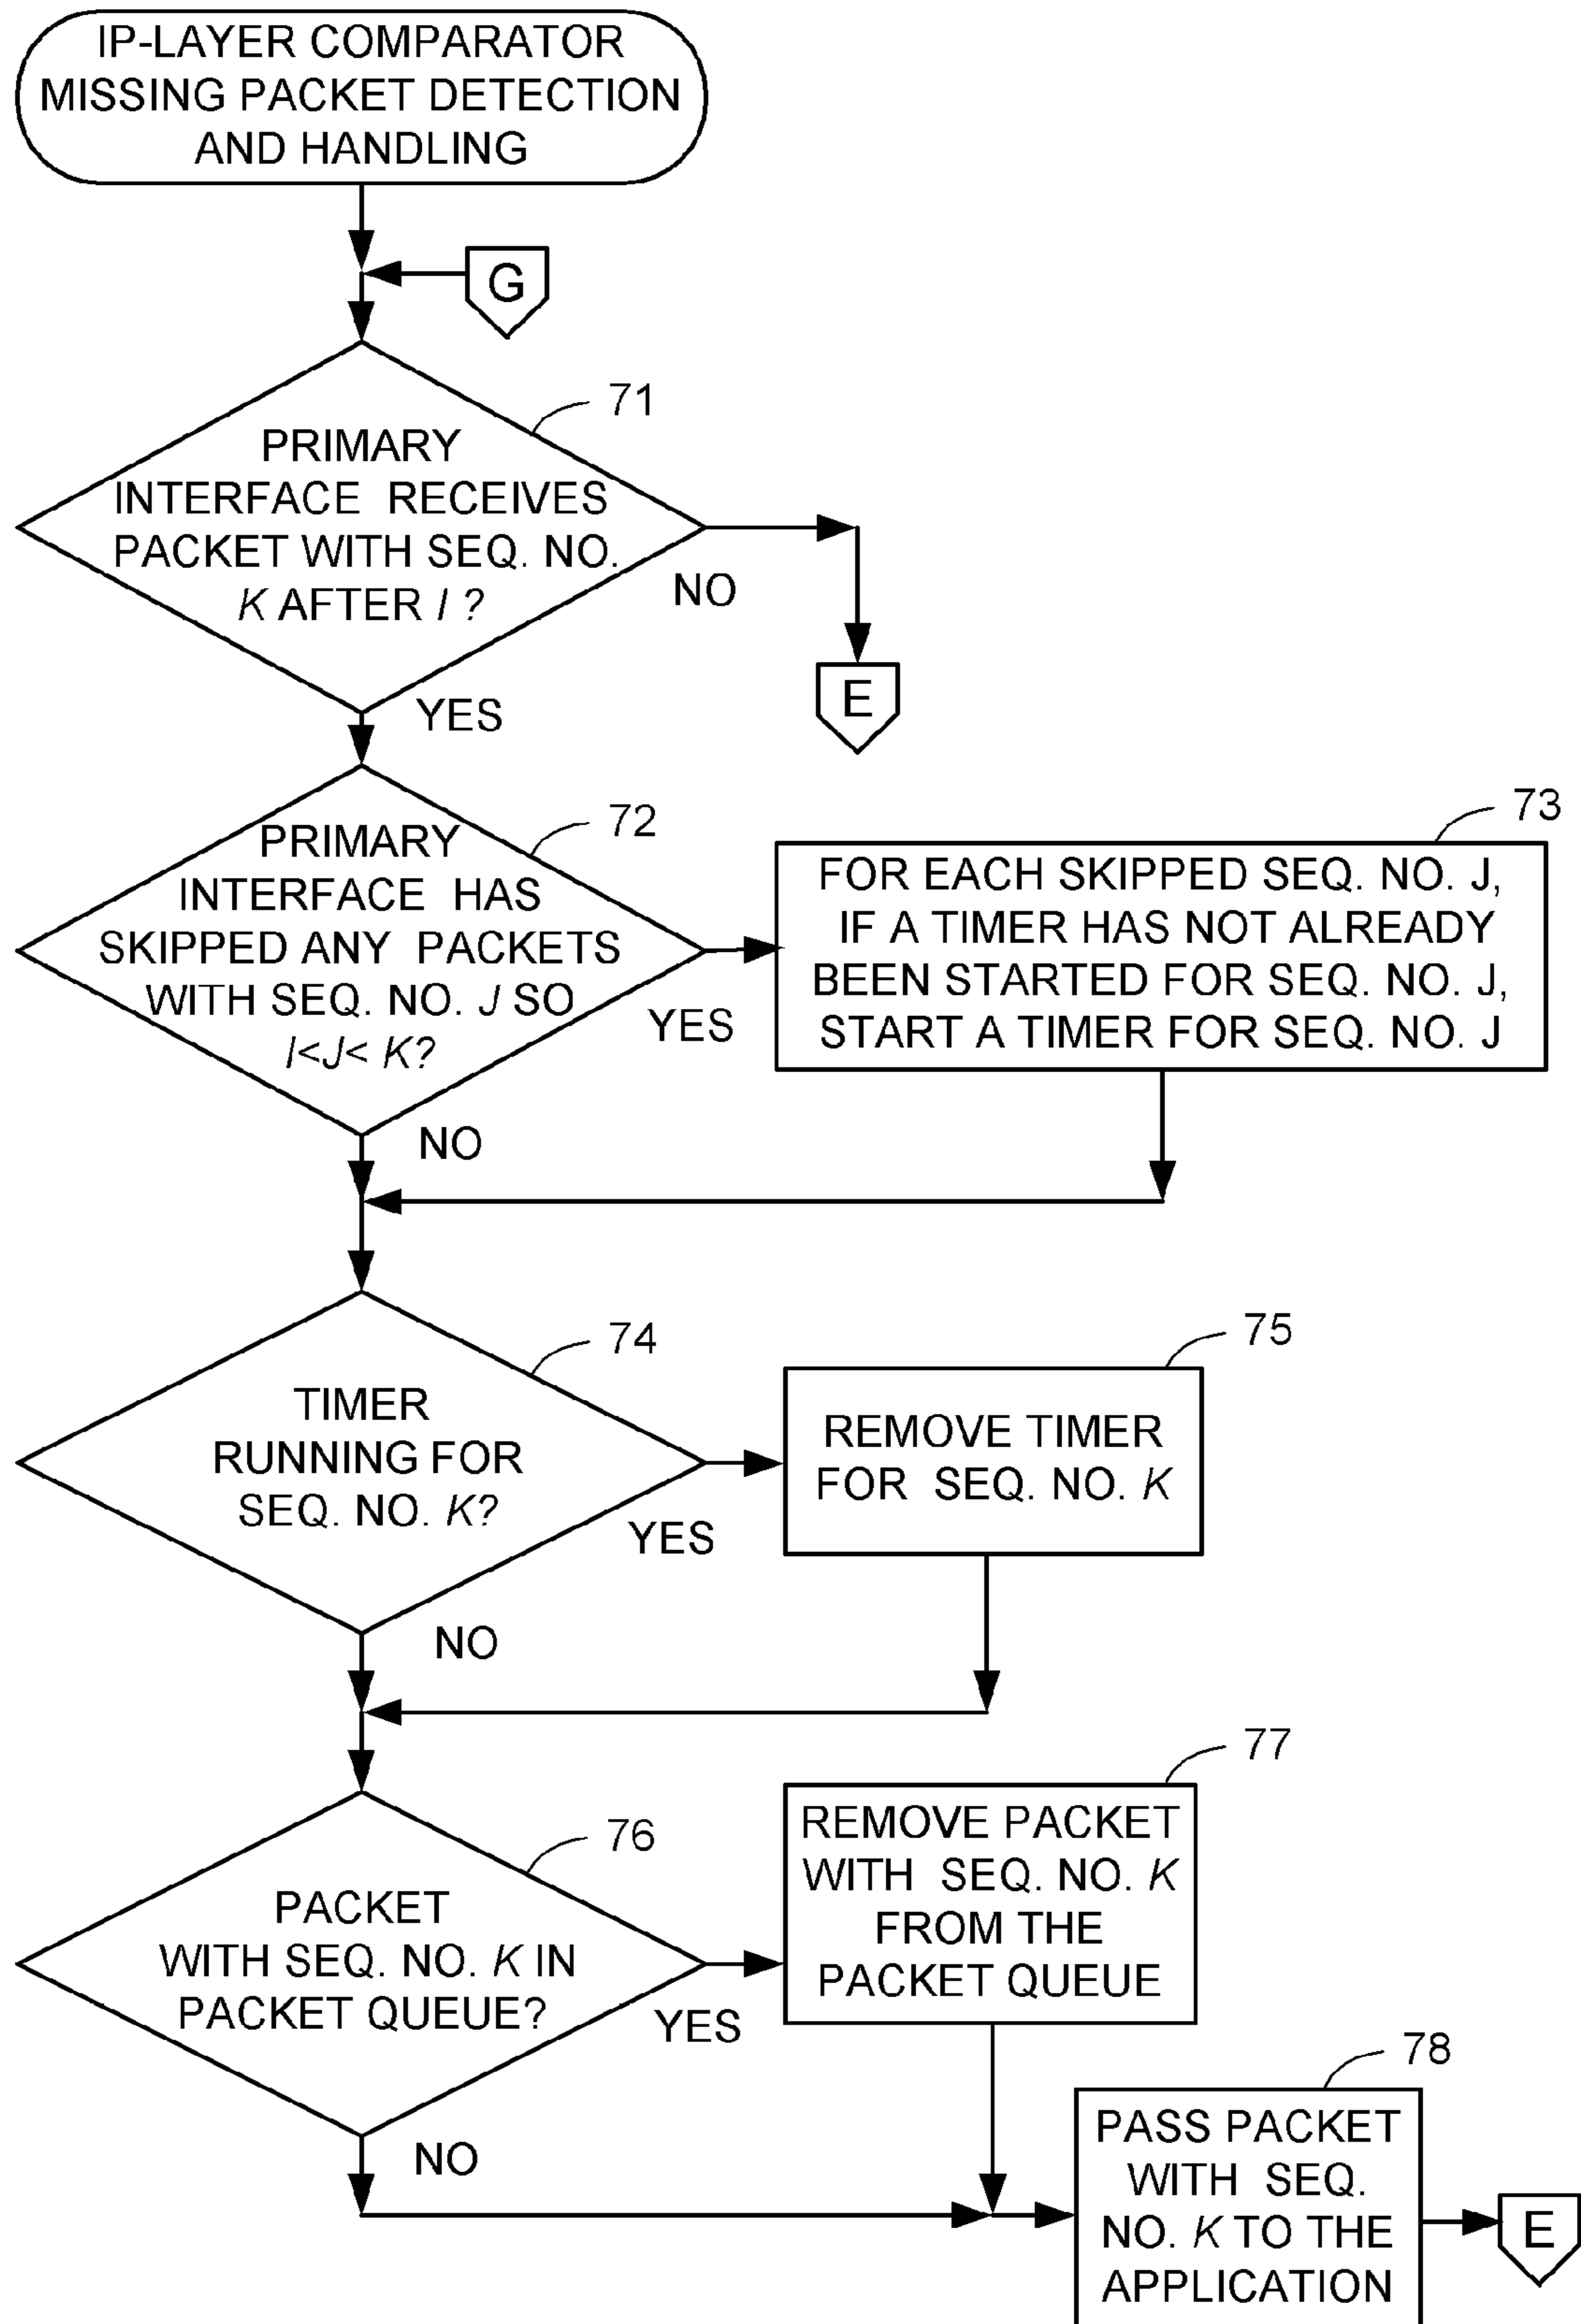 IP-LAYER COMPARATOR
MISSING PACKET DETECTION
AND HANDLING
G
71
PRIMARY
INTERFACE RECEIVES
PACKET WITH SEQ. NO.
K AFTER I ?
NO
E
YES
72
PRIMARY
INTERFACE HAS
SKIPPED ANY PACKETS
WITH SEQ. NO. J SO
I<J< K?
YES
73
FOR EACH SKIPPED SEQ. NO. J,
IF A TIMER HAS NOT ALREADY
BEEN STARTED FOR SEQ. NO. J,
START A TIMER FOR SEQ. NO. J
NO
74
TIMER
RUNNING FOR
SEQ. NO. K?
YES
75
REMOVE TIMER
FOR SEQ. NO. K
NO
76
PACKET
WITH SEQ. NO. K IN
PACKET QUEUE?
YES
77
REMOVE PACKET
WITH SEQ. NO. K
FROM THE
PACKET QUEUE
NO
78
PASS PACKET
WITH SEQ.
NO. K TO THE
APPLICATION
E